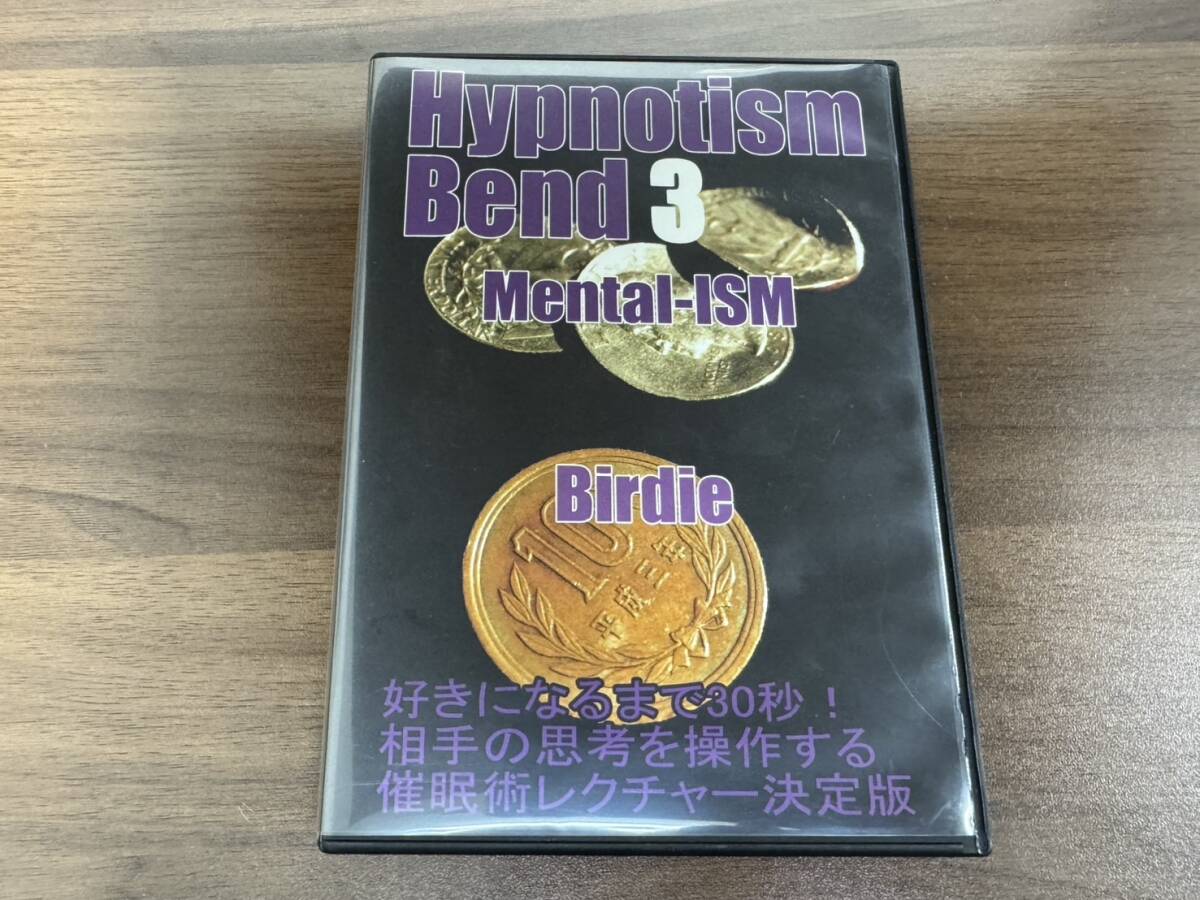 Hypnotism
Bend 3
Mental-ISM
Birdie
10
平成三年
好きになるまで30秒！
相手の思考を操作する
催眠術レクチャー決定版